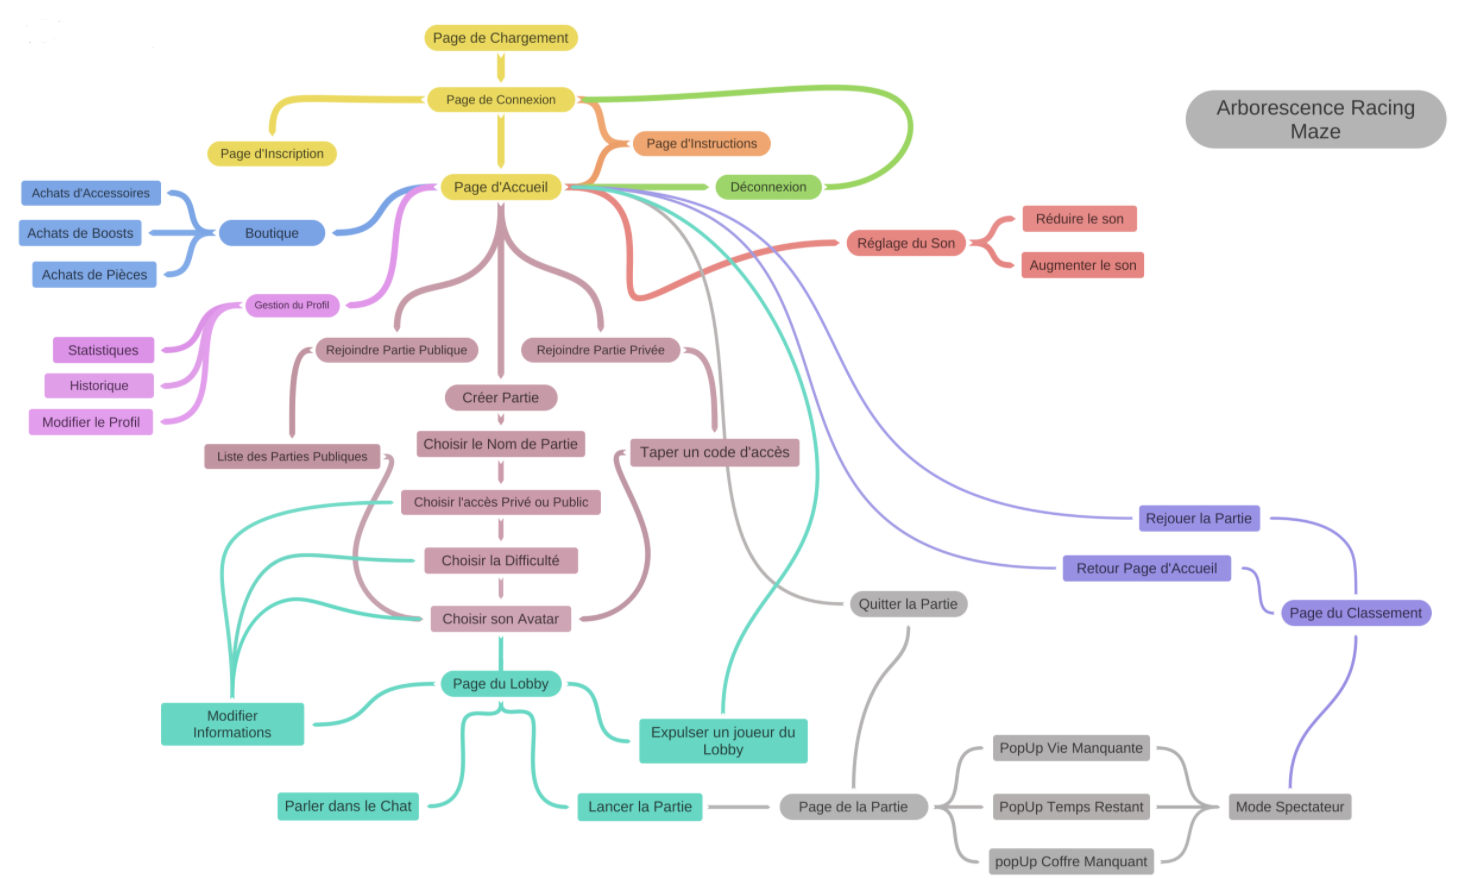 Page de Chargement
Page de Connexion
Arborescence Racing
Maze
Page d'Instructions
Page d'Inscription
Page d'Accueil
Déconnexion
Achats d'Accessoires
Achats de Boosts
Boutique
Achats de Pièces
Réglage du Son
Réduire le son
Augmenter le son
Gestion du Profil
Statistiques
Historique
Modifier le Profil
Rejoindre Partie Publique
Rejoindre Partie Privée
Créer Partie
Choisir le Nom de Partie
Liste des Parties Publiques
Taper un code d'accès
Choisir l'accès Privé ou Public
Choisir la Difficulté
Choisir son Avatar
Rejouer la Partie
Retour Page d'Accueil
Quitter la Partie
Page du Classement
Page du Lobby
Modifier
Informations
Expulser un joueur du
Lobby
Parler dans le Chat
Lancer la Partie
Page de la Partie
PopUp Vie Manquante
PopUp Temps Restant
popUp Coffre Manquant
Mode Spectateur